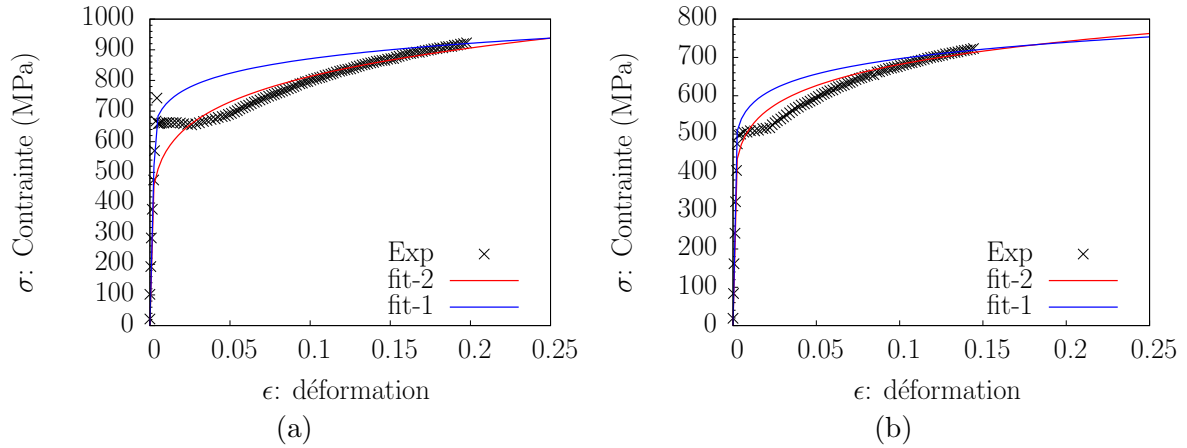 1000
900
800
700
600
500
400
300
200
100
0
0 0.05 0.1 0.15 0.2 0.25
σ: Contrainte (MPa)
ϵ: déformation
Exp
fit-2
fit-1
(a)
800
700
600
500
400
300
200
100
0
0 0.05 0.1 0.15 0.2 0.25
σ: Contrainte (MPa)
ϵ: déformation
Exp
fit-2
fit-1
(b)